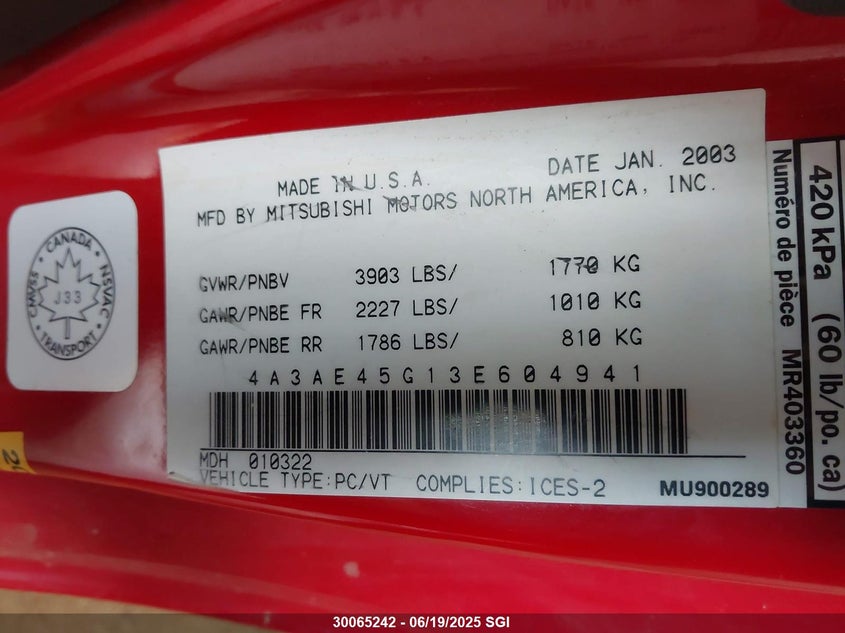 MADE IN U.S.A.
DATE JAN. 2003
MFD BY MITSUBISHI MOTORS NORTH AMERICA, INC.
GVWR/PNBV 3903 LBS/ 1770 KG
GAWR/PNBE FR 2227 LBS/ 1010 KG
GAWR/PNBE RR 1786 LBS/ 810 KG
4A3AE45G13E604941
MDH 010322
VEHICLE TYPE:PC/VT COMPLIES:ICES-2
MU900289
CANADA
CMVSS
NSVAC
J33
TRANSPORT
Numéro de pièce MR403360
420 kPa (60 lb/po. ca)
30065242 - 06/19/2025 SGI